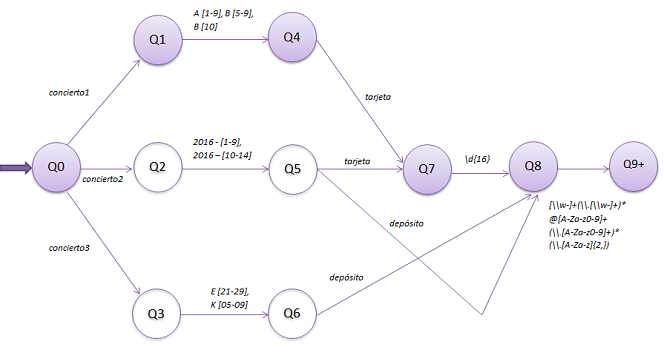 A [1-9], B [5-9],
B [10]
Q1
Q4
concierto1
tarjeta
2016 - [1-9],
2016 – [10-14]
Q0
Q2
Q5
tarjeta
Q7
\d{16}
Q8
Q9+
concierto2
[\\w-]+(\\.[\\w-]+)*
@[A-Za-z0-9]+
(\\.[A-Za-z0-9]+)*
(\\.[A-Za-z]{2,})
depósito
concierto3
depósito
E [21-29],
K [05-09]
Q3
Q6